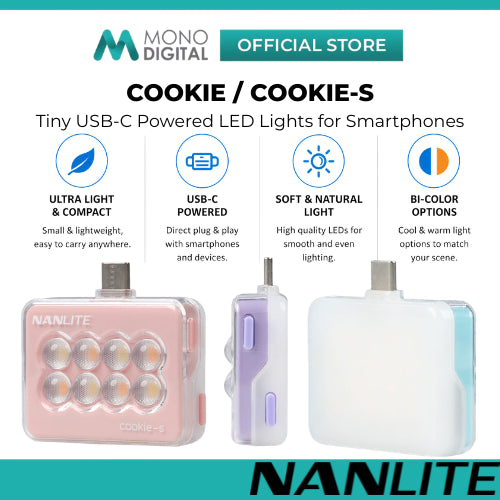 MONO
DIGITAL
OFFICIAL STORE
COOKIE / COOKIE-S
Tiny USB-C Powered LED Lights for Smartphones
ULTRA LIGHT
& COMPACT
Small & lightweight,
easy to carry anywhere.
USB-C
POWERED
Direct plug & play
with smartphones
and devices.
SOFT & NATURAL
LIGHT
High quality LEDs for
smooth and even
lighting.
BI-COLOR
OPTIONS
Cool & warm light
options to match
your scene.
NANLITE
cookie-s
NANLITE